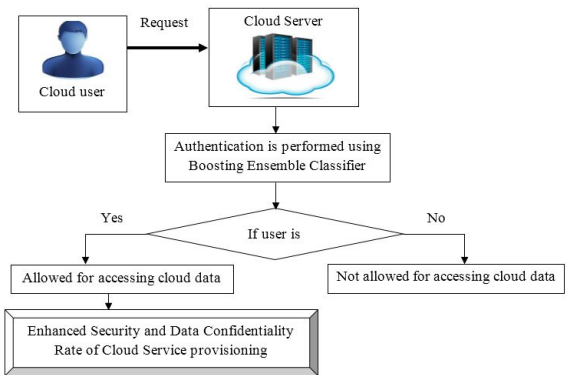 Request
Cloud Server
Cloud user
Authentication is performed using
Boosting Ensemble Classifier
Yes
If user is
No
Allowed for accessing cloud data
Not allowed for accessing cloud data
Enhanced Security and Data Confidentiality
Rate of Cloud Service provisioning